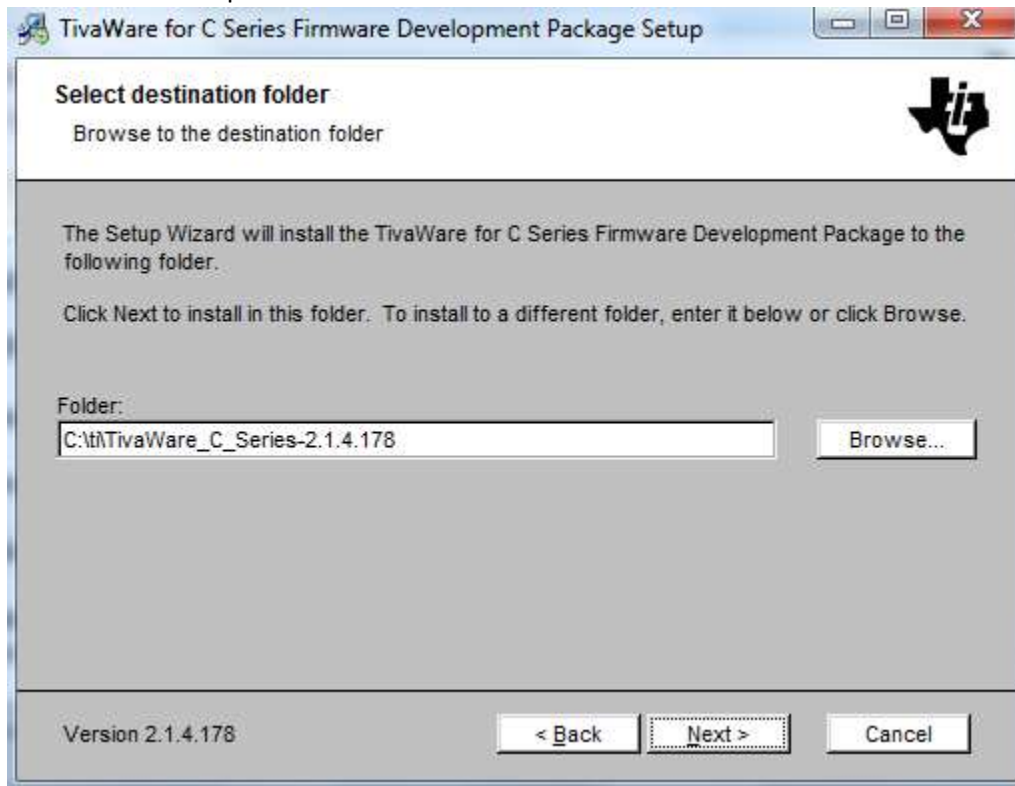 TivaWare for C Series Firmware Development Package Setup
Select destination folder
Browse to the destination folder
The Setup Wizard will install the TivaWare for C Series Firmware Development Package to the
following folder.
Click Next to install in this folder. To install to a different folder, enter it below or click Browse.
Folder:
C:\ti\TivaWare_C_Series-2.1.4.178
Browse...
Version 2.1.4.178
< Back
Next >
Cancel